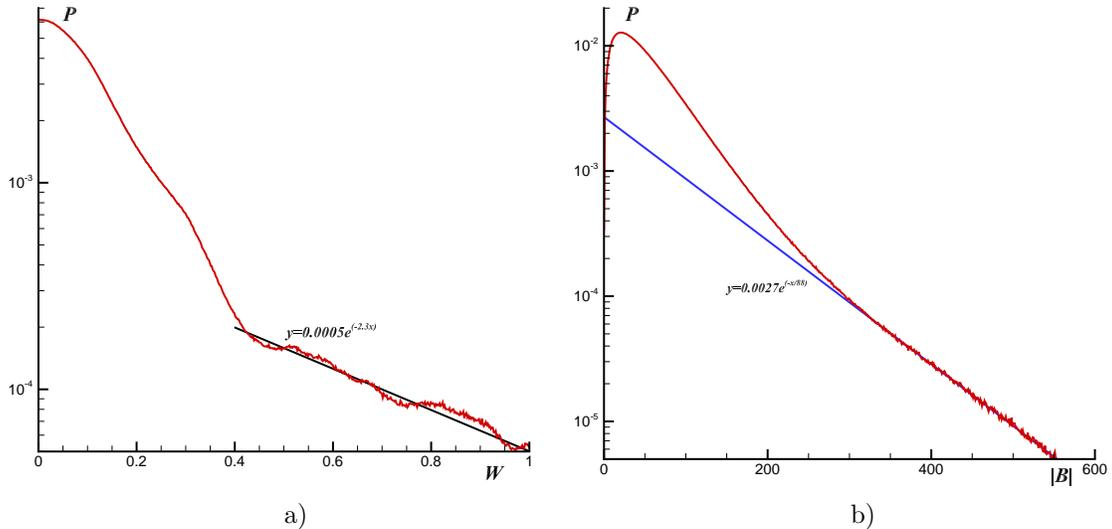 P
10⁻³
10⁻⁴
y=0.0005e^(-2.3x)
0 0.2 0.4 0.6 0.8 1
W
a)
P
10⁻²
10⁻³
10⁻⁴
10⁻⁵
y=0.0027e^(-x/88)
0 200 400 600
|B|
b)